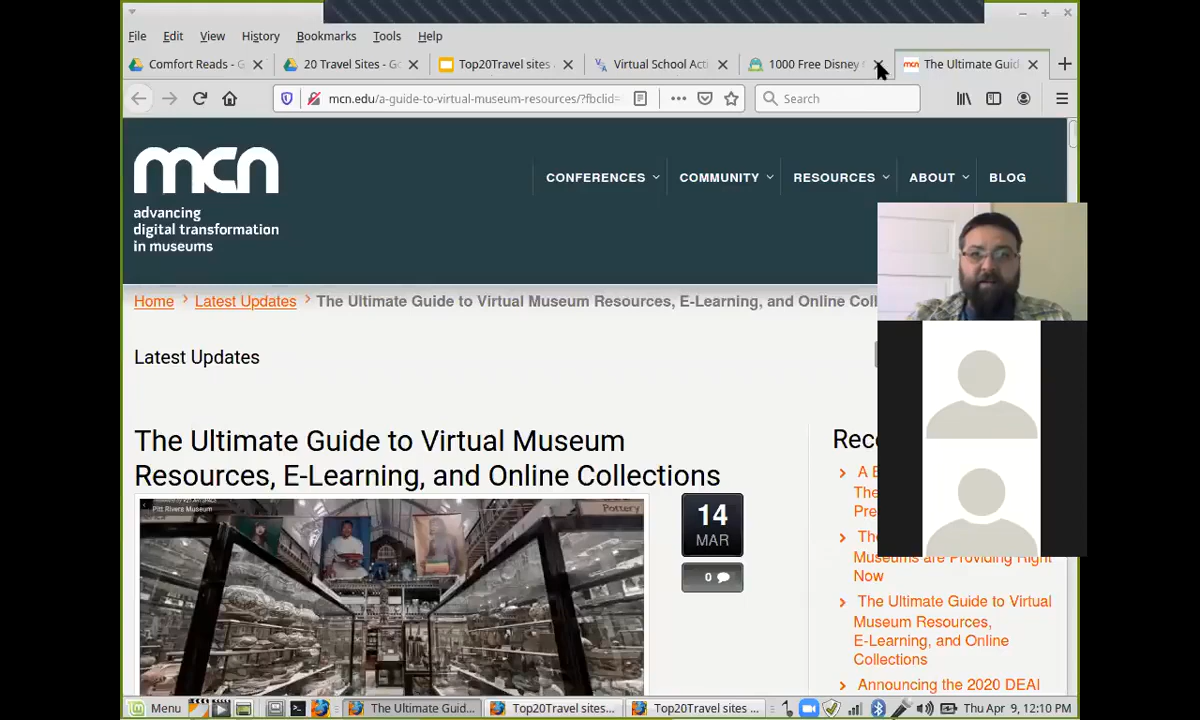 File Edit View History Bookmarks Tools Help
Comfort Reads - G
20 Travel Sites - Go
Top20Travel sites
Virtual School Acti
1000 Free Disney
The Ultimate Guid
mcn.edu/a-guide-to-virtual-museum-resources/?fbclid=
Search
mcn
advancing
digital transformation
in museums
CONFERENCES COMMUNITY RESOURCES ABOUT BLOG
Home Latest Updates The Ultimate Guide to Virtual Museum Resources, E-Learning, and Online Coll
Latest Updates
The Ultimate Guide to Virtual Museum
Resources, E-Learning, and Online Collections
Pitt Rivers Museum
Pottery
14
MAR
0
Rec
A B
The
Pre
The
Museums are Providing Right
Now
The Ultimate Guide to Virtual
Museum Resources,
E-Learning, and Online
Collections
Announcing the 2020 DEAI
Menu
The Ultimate Guid...
Top20Travel sites...
Top20Travel sites ...
Thu Apr 9, 12:10 PM